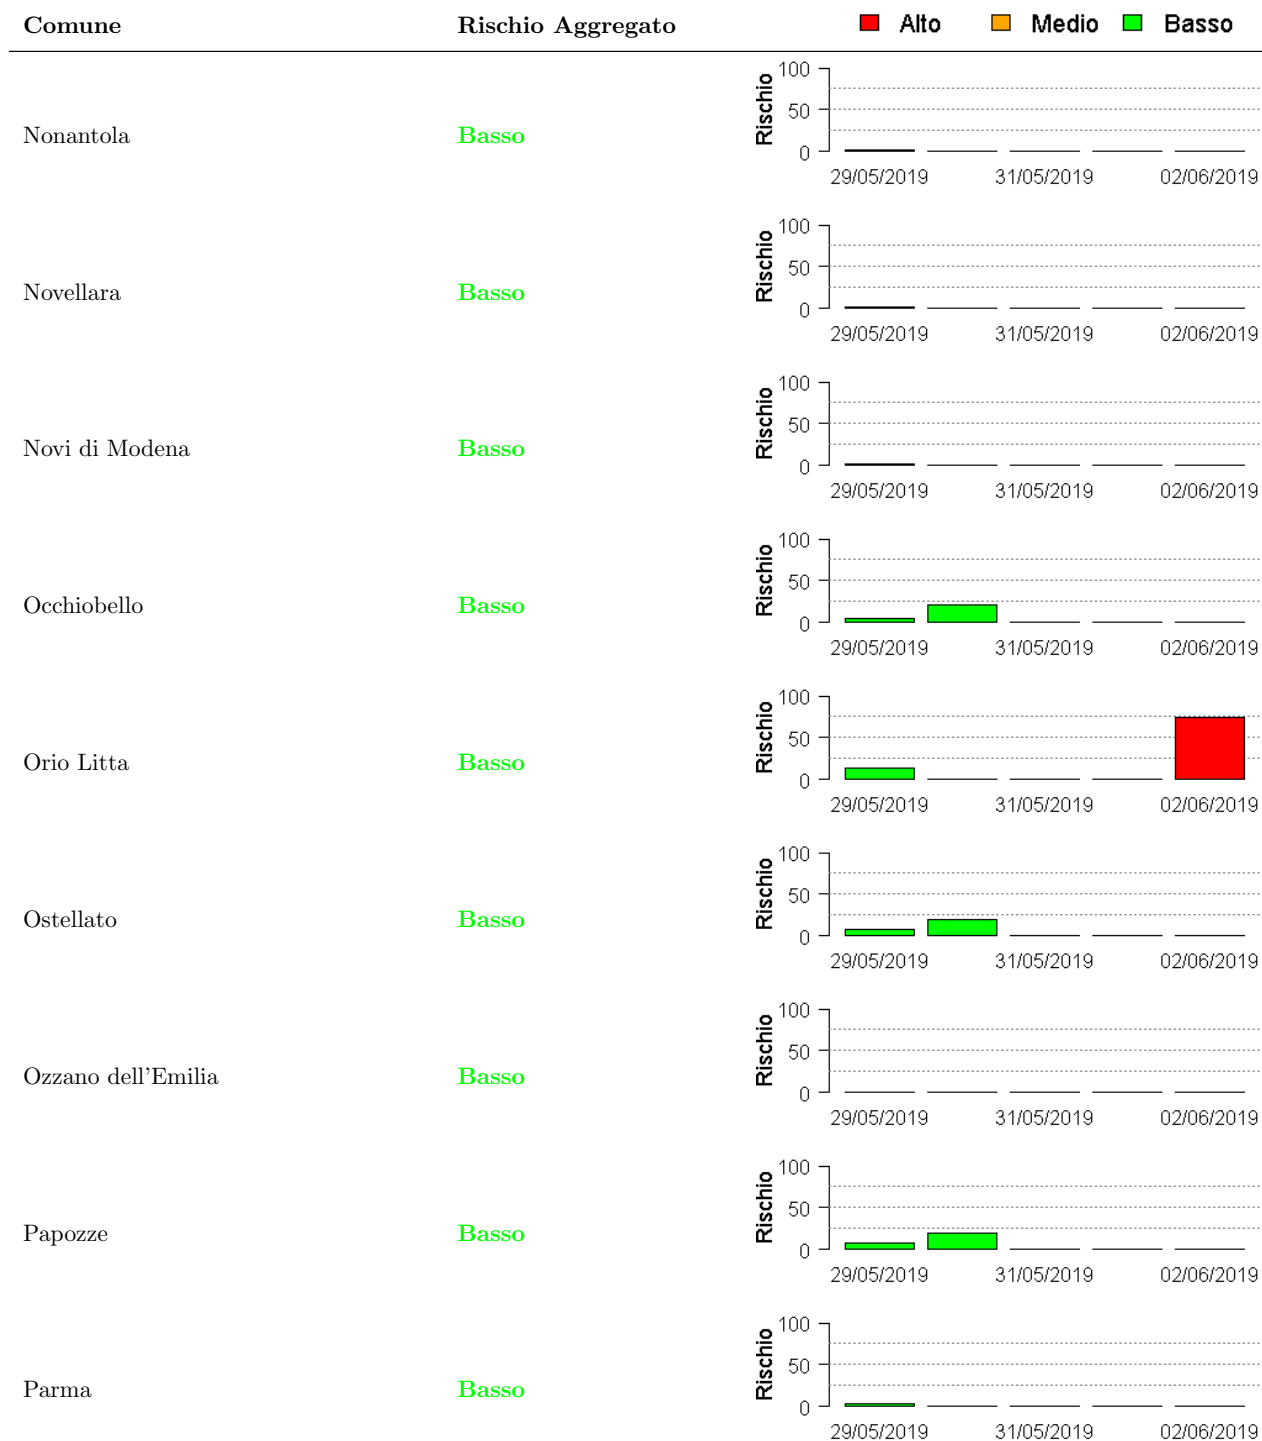 Comune Rischio Aggregato Alto Medio Basso
Nonantola Basso Rischio 100 50 0
29/05/2019 31/05/2019 02/06/2019
Novellara Basso Rischio 100 50 0
29/05/2019 31/05/2019 02/06/2019
Novi di Modena Basso Rischio 100 50 0
29/05/2019 31/05/2019 02/06/2019
Occhiobello Basso Rischio 100 50 0
29/05/2019 31/05/2019 02/06/2019
Orio Litta Basso Rischio 100 50 0
29/05/2019 31/05/2019 02/06/2019
Ostellato Basso Rischio 100 50 0
29/05/2019 31/05/2019 02/06/2019
Ozzano dell'Emilia Basso Rischio 100 50 0
29/05/2019 31/05/2019 02/06/2019
Papozze Basso Rischio 100 50 0
29/05/2019 31/05/2019 02/06/2019
Parma Basso Rischio 100 50 0
29/05/2019 31/05/2019 02/06/2019